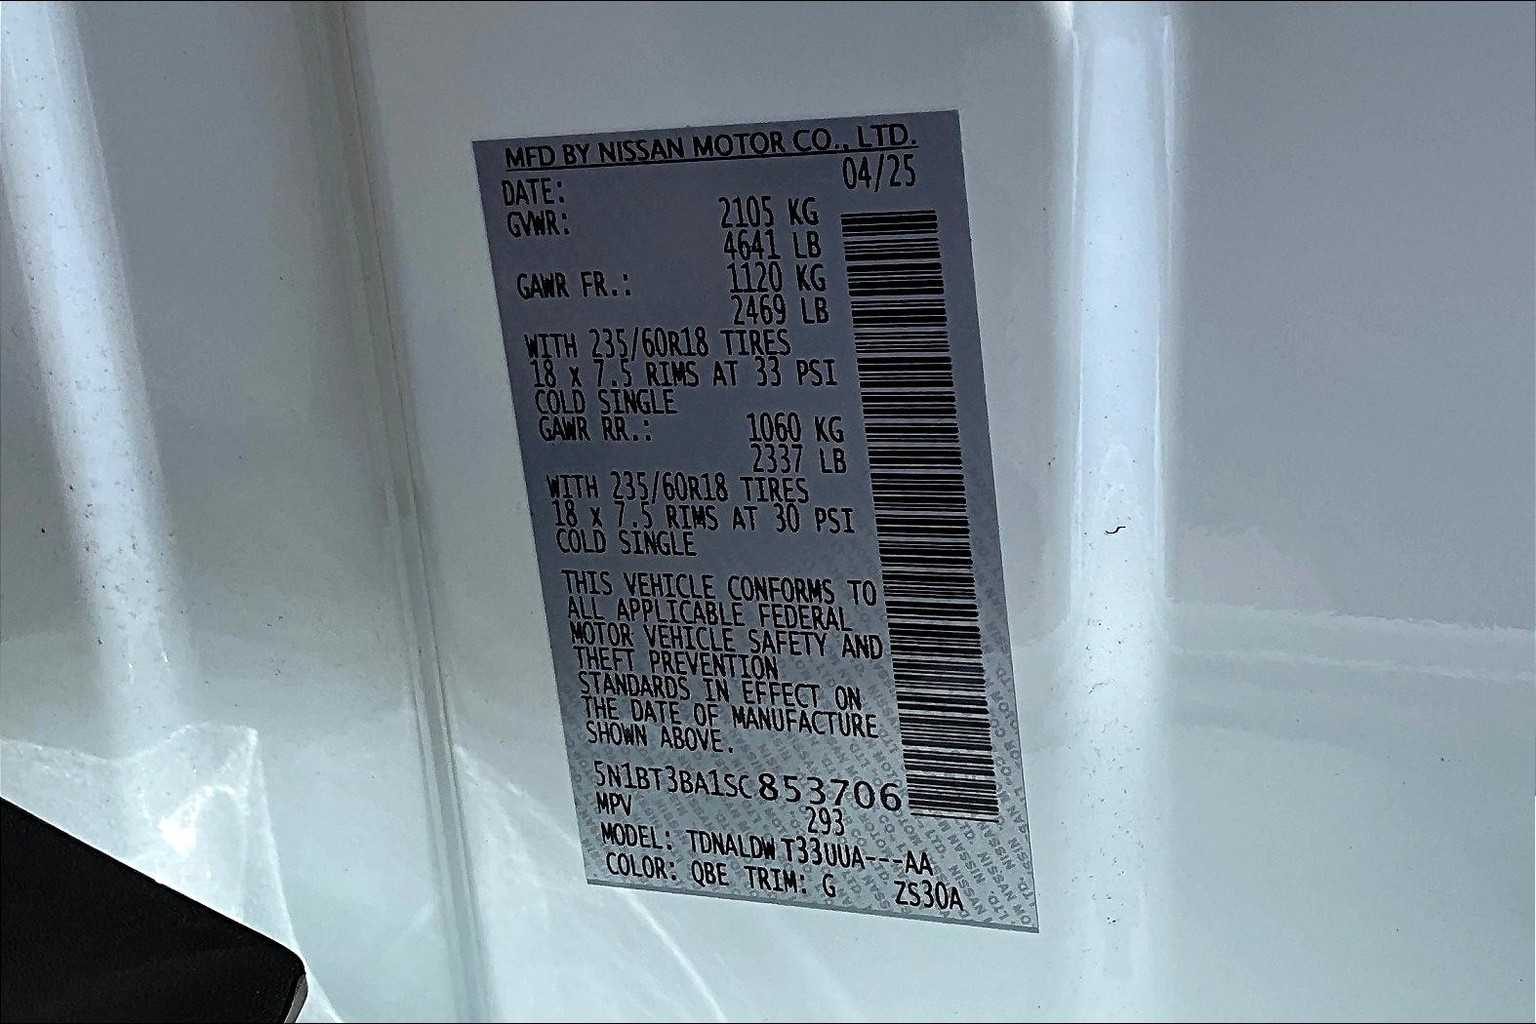 MFD BY NISSAN MOTOR CO., LTD.
DATE: 04/25
GVWR: 2105 KG
4641 LB
GAWR FR.: 1120 KG
2469 LB
WITH 235/60R18 TIRES
18 x 7.5 RIMS AT 33 PSI
COLD SINGLE
GAWR RR.: 1060 KG
2337 LB
WITH 235/60R18 TIRES
18 x 7.5 RIMS AT 30 PSI
COLD SINGLE
THIS VEHICLE CONFORMS TO
ALL APPLICABLE FEDERAL
MOTOR VEHICLE SAFETY AND
THEFT PREVENTION
STANDARDS IN EFFECT ON
THE DATE OF MANUFACTURE
SHOWN ABOVE.
5N1BT3BA1SC853706
MPV 293
MODEL: TDNALDW T33UUA---AA
COLOR: QBE TRIM: G ZS30A